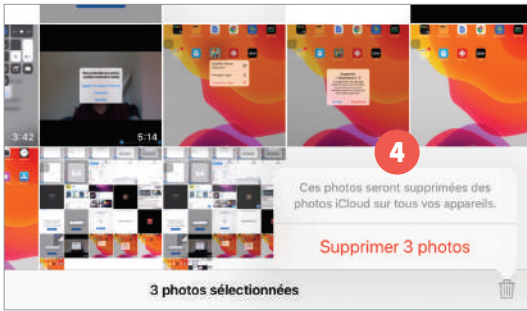 3:42
5:14
4
Ces photos seront supprimées des
photos iCloud sur tous vos appareils.
Supprimer 3 photos
3 photos sélectionnées